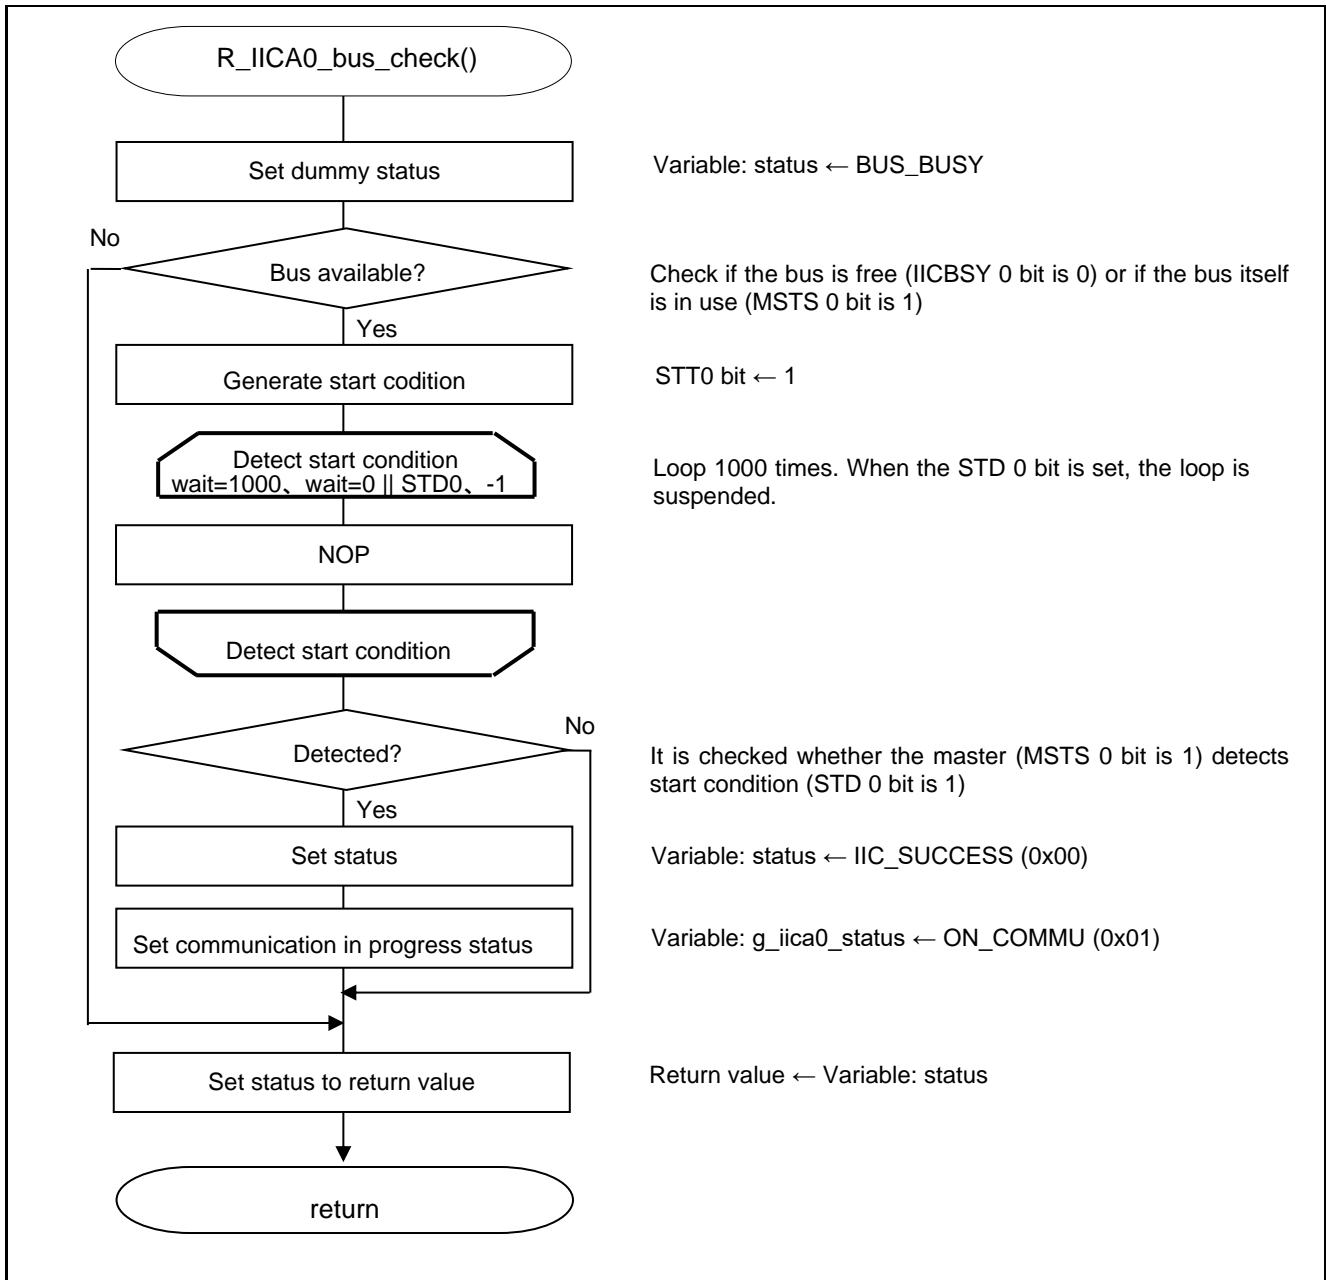 R_IICA0_bus_check()
Set dummy status
Variable: status ← BUS_BUSY
No
Bus available?
Check if the bus is free (IICBSY 0 bit is 0) or if the bus itself
is in use (MSTS 0 bit is 1)
Yes
Generate start codition
STT0 bit ← 1
Detect start condition
wait=1000、wait=0 || STD0、-1
Loop 1000 times. When the STD 0 bit is set, the loop is
suspended.
NOP
Detect start condition
No
Detected?
It is checked whether the master (MSTS 0 bit is 1) detects
start condition (STD 0 bit is 1)
Yes
Set status
Variable: status ← IIC_SUCCESS (0x00)
Set communication in progress status
Variable: g_iica0_status ← ON_COMMU (0x01)
Set status to return value
Return value ← Variable: status
return